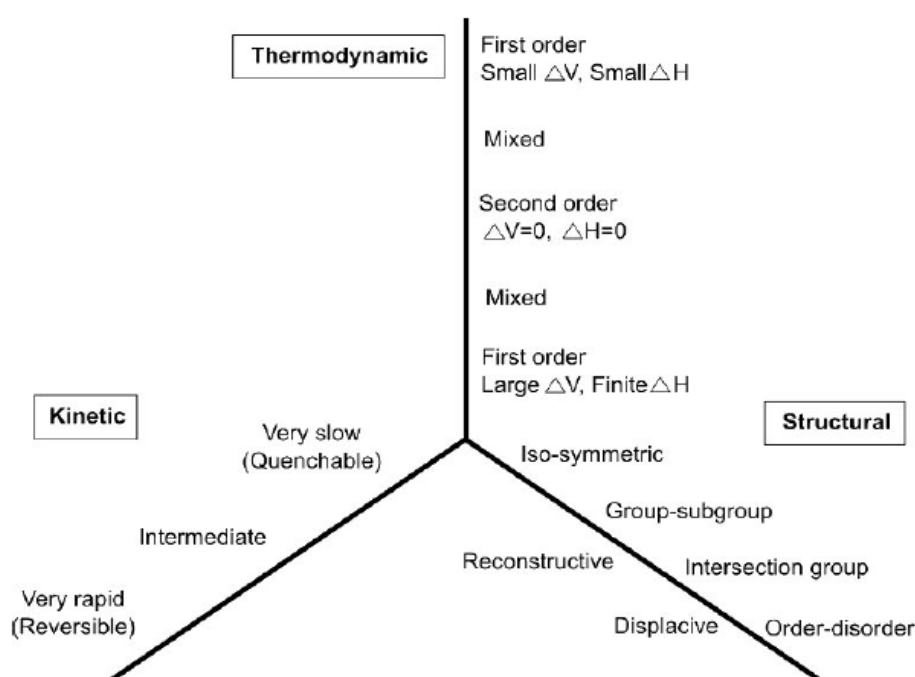 Thermodynamic
First order
Small △V, Small△H
Mixed
Second order
△V=0, △H=0
Mixed
First order
Large △V, Finite△H
Kinetic
Very slow
(Quenchable)
Intermediate
Very rapid
(Reversible)
Structural
Iso-symmetric
Group-subgroup
Reconstructive
Intersection group
Displacive
Order-disorder